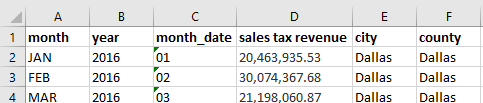 A B C D E F
1 month year month_date sales tax revenue city county
2 JAN 2016 01 20,463,935.53 Dallas Dallas
3 FEB 2016 02 30,074,367.68 Dallas Dallas
4 MAR 2016 03 21,198,060.87 Dallas Dallas